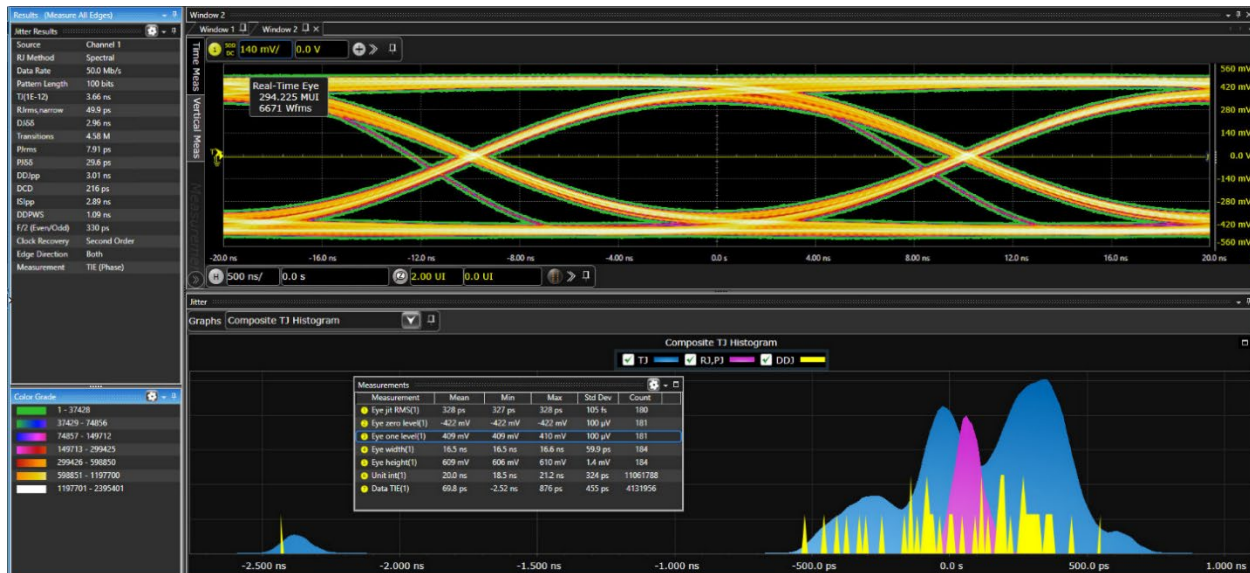 Results (Measure All Edges)
Jitter Results
Source Channel 1
RJ Method Spectral
Data Rate 50.0 Mb/s
Pattern Length 100 bits
TJ(1E-12) 3.66 ns
RJrms,narrow 49.9 ps
DJδδ 2.96 ns
Transitions 4.58 M
PJrms 7.91 ps
PJδδ 29.6 ps
DDJpp 3.01 ns
DCD 216 ps
ISIpp 2.89 ns
DDPWS 1.09 ns
F/2 (Even/Odd) 330 ps
Clock Recovery Second Order
Edge Direction Both
Measurement TIE (Phase)
Color Grade
1 - 37428
37429 - 74856
74857 - 149712
149713 - 299425
299426 - 598850
598851 - 1197700
1197701 - 2395401
Window 2
Window 1 Window 2
Time Meas
Vertical Meas
Measurements
1 50Ω DC 140 mV/ 0.0 V
Real-Time Eye
294.225 MUI
6671 Wfms
560 mV
420 mV
280 mV
140 mV
0.0 V
-140 mV
-280 mV
-420 mV
-560 mV
-20.0 ns -16.0 ns -12.0 ns -8.00 ns -4.00 ns 0.0 s 4.00 ns 8.00 ns 12.0 ns 16.0 ns 20.0 ns
H 500 ns/ 0.0 s Z 2.00 UI 0.0 UI
Jitter
Graphs Composite TJ Histogram
Composite TJ Histogram
TJ RJ,PJ DDJ
Measurements
Measurement Mean Min Max Std Dev Count
Eye jit RMS(1) 328 ps 327 ps 328 ps 105 fs 180
Eye zero level(1) -422 mV -422 mV -422 mV 100 µV 181
Eye one level(1) 409 mV 409 mV 410 mV 100 µV 181
Eye width(1) 16.5 ns 16.5 ns 16.6 ns 59.9 ps 184
Eye height(1) 609 mV 606 mV 610 mV 1.4 mV 184
Unit int(1) 20.0 ns 18.5 ns 21.2 ns 324 ps 11061788
Data TIE(1) 69.8 ps -2.52 ns 876 ps 455 ps 4131956
-2.500 ns -2.000 ns -1.500 ns -1.000 ns -500.0 ps 0.0 s 500.0 ps 1.000 ns